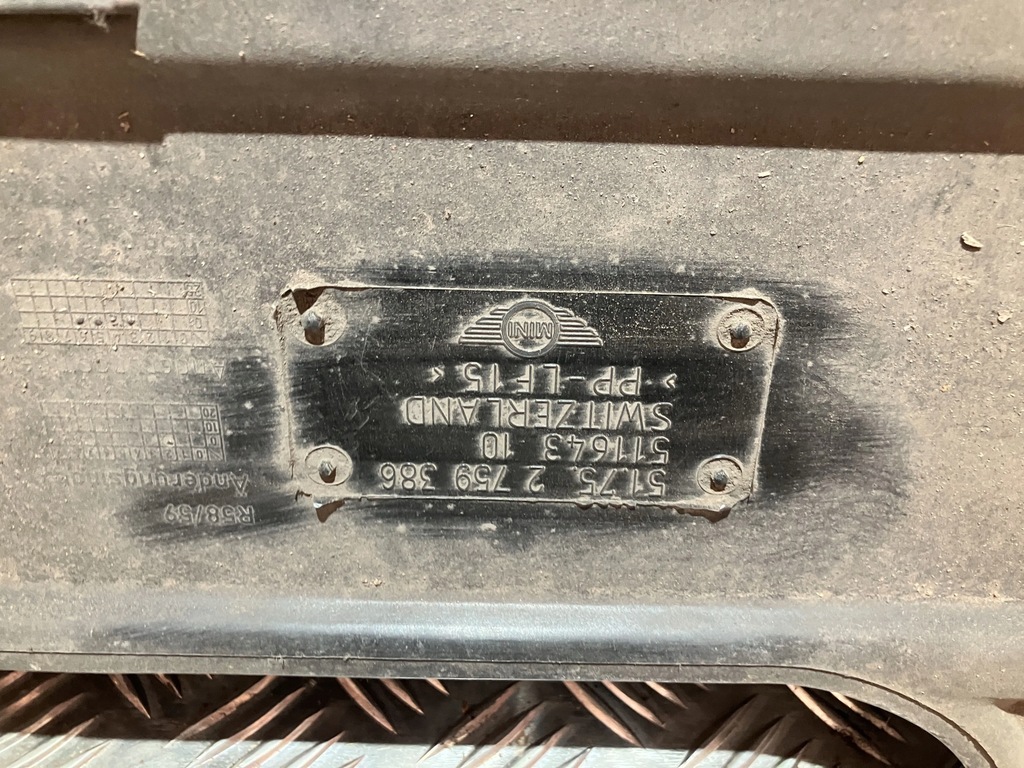 R58/59
51.75. 2 759 386
511643 10
SWITZERLAND
>PP-LF15<
MINI